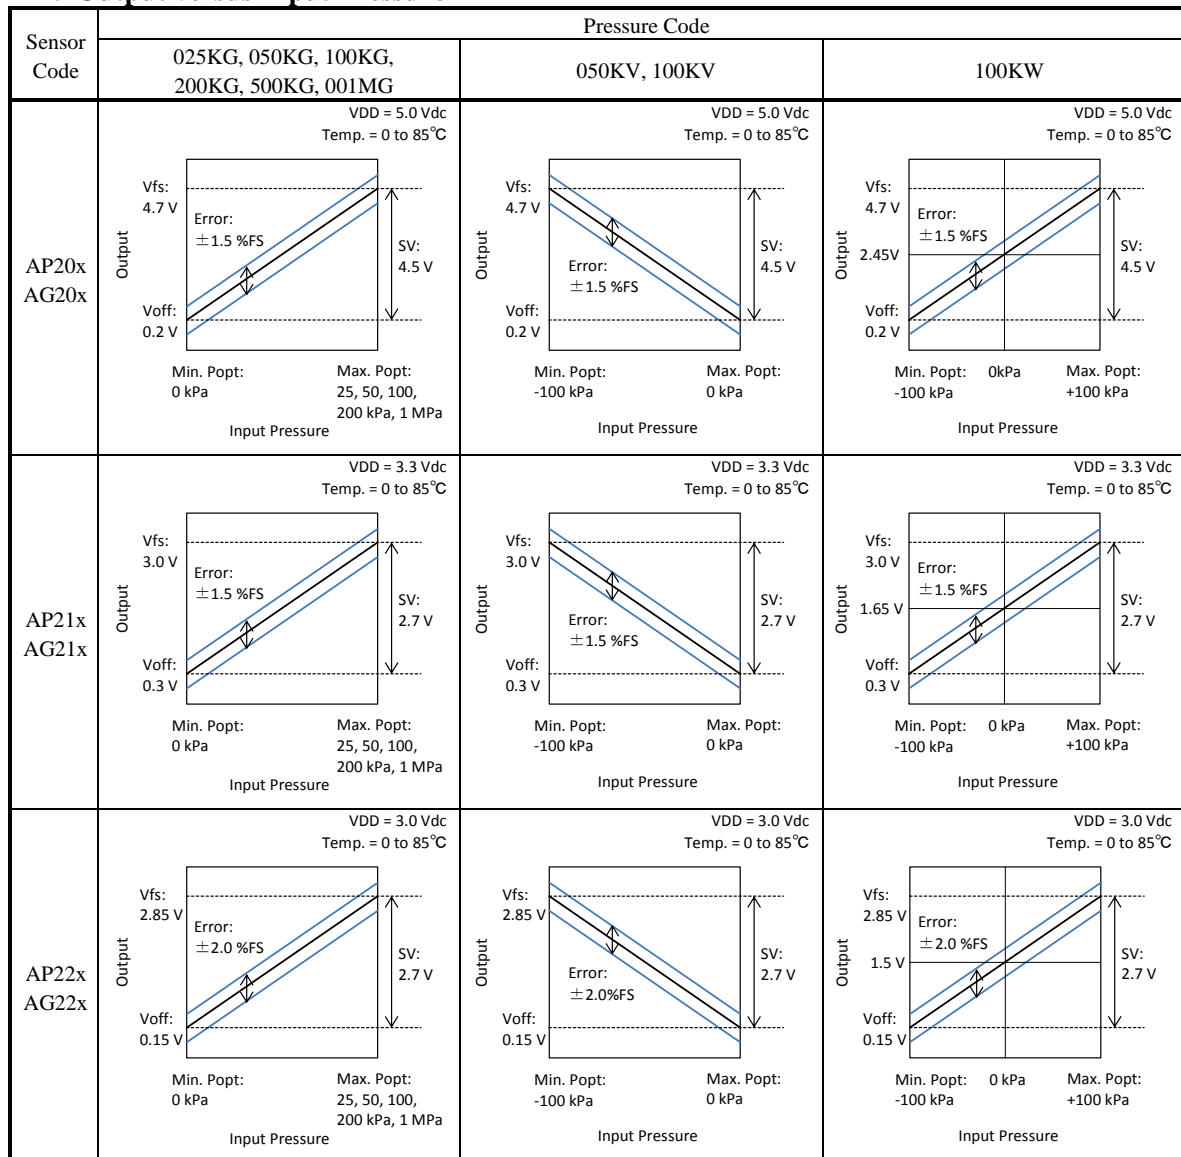 Sensor
Code
Pressure Code
025KG, 050KG, 100KG,
200KG, 500KG, 001MG
050KV, 100KV
100KW
AP20x
AG20x
VDD = 5.0 Vdc
Temp. = 0 to 85℃
Vfs:
4.7 V
Error:
±1.5 %FS
Output
SV:
4.5 V
Voff:
0.2 V
Min. Popt:
0 kPa
Max. Popt:
25, 50, 100,
200 kPa, 1 MPa
Input Pressure
VDD = 5.0 Vdc
Temp. = 0 to 85℃
Vfs:
4.7 V
Output
Error:
±1.5 %FS
SV:
4.5 V
Voff:
0.2 V
Min. Popt:
-100 kPa
Max. Popt:
0 kPa
Input Pressure
VDD = 5.0 Vdc
Temp. = 0 to 85℃
Vfs:
4.7 V
Error:
±1.5 %FS
Output
2.45V
SV:
4.5 V
Voff:
0.2 V
Min. Popt:
-100 kPa
0kPa
Max. Popt:
+100 kPa
Input Pressure
AP21x
AG21x
VDD = 3.3 Vdc
Temp. = 0 to 85℃
Vfs:
3.0 V
Error:
±1.5 %FS
Output
SV:
2.7 V
Voff:
0.3 V
Min. Popt:
0 kPa
Max. Popt:
25, 50, 100,
200 kPa, 1 MPa
Input Pressure
VDD = 3.3 Vdc
Temp. = 0 to 85℃
Vfs:
3.0 V
Output
Error:
±1.5 %FS
SV:
2.7 V
Voff:
0.3 V
Min. Popt:
-100 kPa
Max. Popt:
0 kPa
Input Pressure
VDD = 3.3 Vdc
Temp. = 0 to 85℃
Vfs:
3.0 V
Error:
±1.5 %FS
Output
1.65 V
SV:
2.7 V
Voff:
0.3 V
Min. Popt:
-100 kPa
0 kPa
Max. Popt:
+100 kPa
Input Pressure
AP22x
AG22x
VDD = 3.0 Vdc
Temp. = 0 to 85℃
Vfs:
2.85 V
Error:
±2.0 %FS
Output
SV:
2.7 V
Voff:
0.15 V
Min. Popt:
0 kPa
Max. Popt:
25, 50, 100,
200 kPa, 1 MPa
Input Pressure
VDD = 3.0 Vdc
Temp. = 0 to 85℃
Vfs:
2.85 V
Output
Error:
±2.0%FS
SV:
2.7 V
Voff:
0.15 V
Min. Popt:
-100 kPa
Max. Popt:
0 kPa
Input Pressure
VDD = 3.0 Vdc
Temp. = 0 to 85℃
Vfs:
2.85 V
Error:
±2.0 %FS
Output
1.5 V
SV:
2.7 V
Voff:
0.15 V
Min. Popt:
-100 kPa
0 kPa
Max. Popt:
+100 kPa
Input Pressure